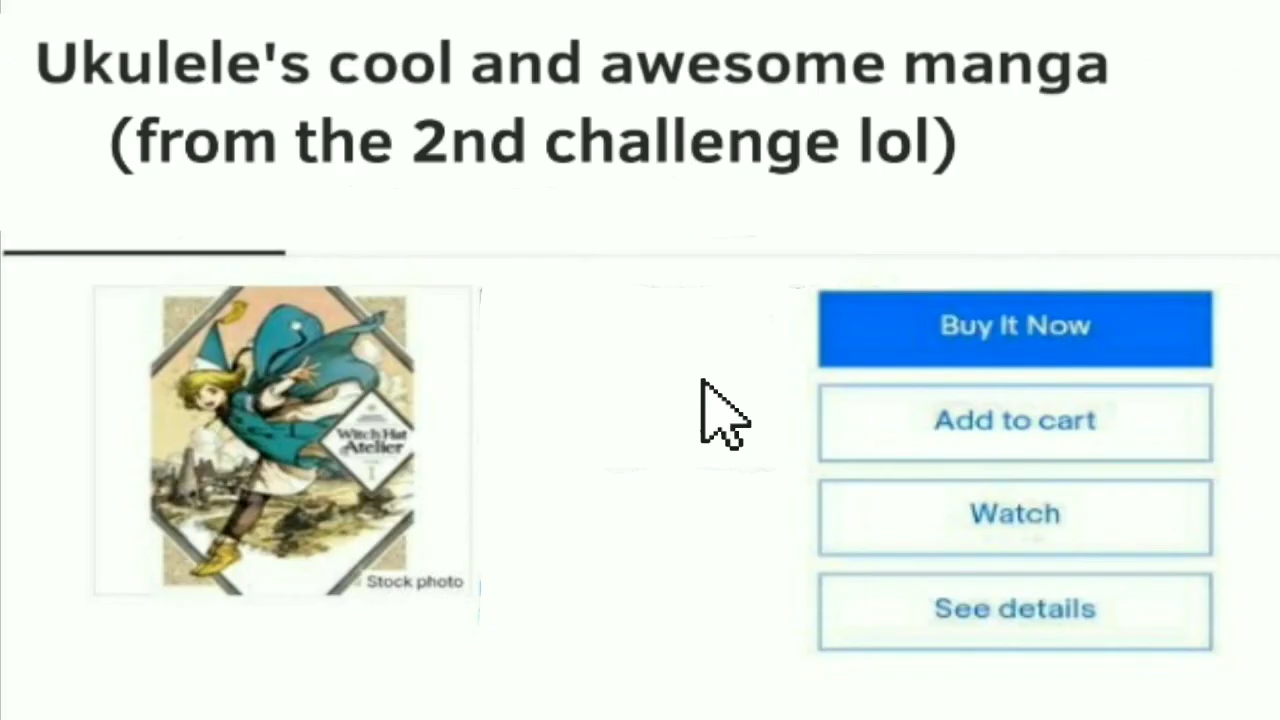 Ukulele's cool and awesome manga
(from the 2nd challenge lol)
Witch Hat
Atelier
1
Stock photo
Buy It Now
Add to cart
Watch
See details